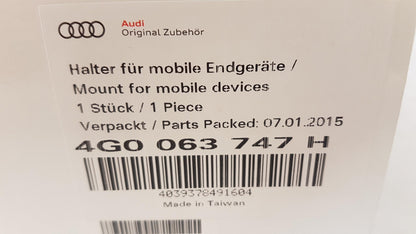 Audi
Original Zubehör
Halter für mobile Endgeräte /
Mount for mobile devices
1 Stück / 1 Piece
Verpackt / Parts Packed: 07.01.2015
4G0 063 747 H
4039378491604
Made in Taiwan